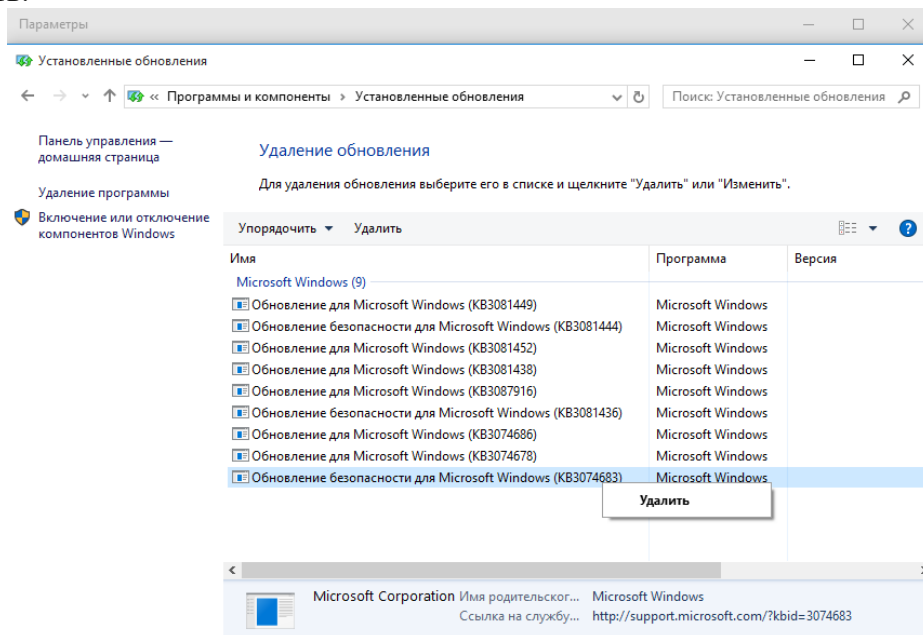 Параметры
Установленные обновления
« Программы и компоненты › Установленные обновления
Поиск: Установленные обновления
Панель управления —
домашняя страница
Удаление программы
Включение или отключение
компонентов Windows
Удаление обновления
Для удаления обновления выберите его в списке и щелкните "Удалить" или "Изменить".
Упорядочить Удалить
Имя Программа Версия
Microsoft Windows (9)
Обновление для Microsoft Windows (KB3081449) Microsoft Windows
Обновление безопасности для Microsoft Windows (KB3081444) Microsoft Windows
Обновление для Microsoft Windows (KB3081452) Microsoft Windows
Обновление для Microsoft Windows (KB3081438) Microsoft Windows
Обновление для Microsoft Windows (KB3087916) Microsoft Windows
Обновление безопасности для Microsoft Windows (KB3081436) Microsoft Windows
Обновление для Microsoft Windows (KB3074686) Microsoft Windows
Обновление для Microsoft Windows (KB3074678) Microsoft Windows
Обновление безопасности для Microsoft Windows (KB3074683) Microsoft Windows
Удалить
Microsoft Corporation Имя родительског... Microsoft Windows
Ссылка на службу... http://support.microsoft.com/?kbid=3074683